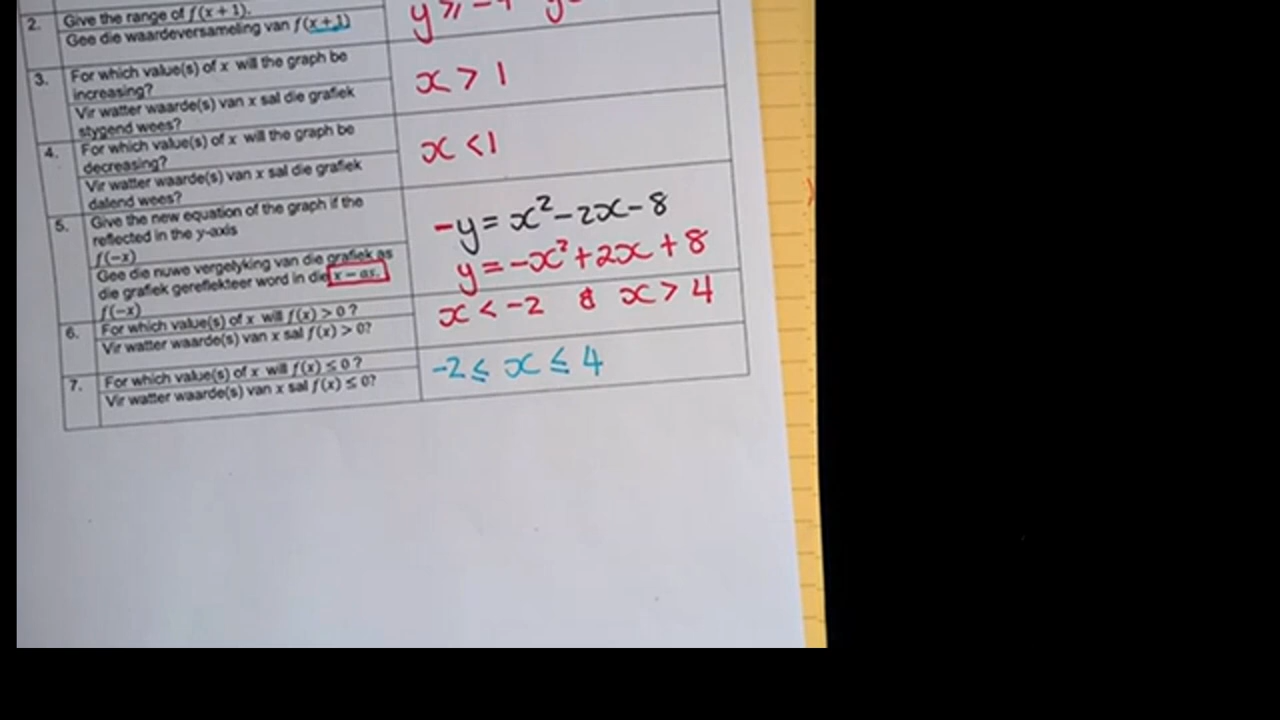 2. Give the range of f(x + 1).
Gee die waardeversameling van f(x + 1)
y ⩾
3. For which value(s) of x will the graph be
increasing?
Vir watter waarde(s) van x sal die grafiek
stygend wees?
x > 1
4. For which value(s) of x will the graph be
decreasing?
Vir watter waarde(s) van x sal die grafiek
dalend wees?
x < 1
5. Give the new equation of the graph if the
reflected in the y-axis
f(−x)
Gee die nuwe vergelyking van die grafiek as
die grafiek gereflekteer word in die x − as.
f(−x)
-y = x² - 2x - 8
y = -x² + 2x + 8
6. For which value(s) of x will f(x) > 0?
Vir watter waarde(s) van x sal f(x) > 0?
x < -2 & x > 4
7. For which value(s) of x will f(x) ≤ 0?
Vir watter waarde(s) van x sal f(x) ≤ 0?
-2 ≤ x ≤ 4